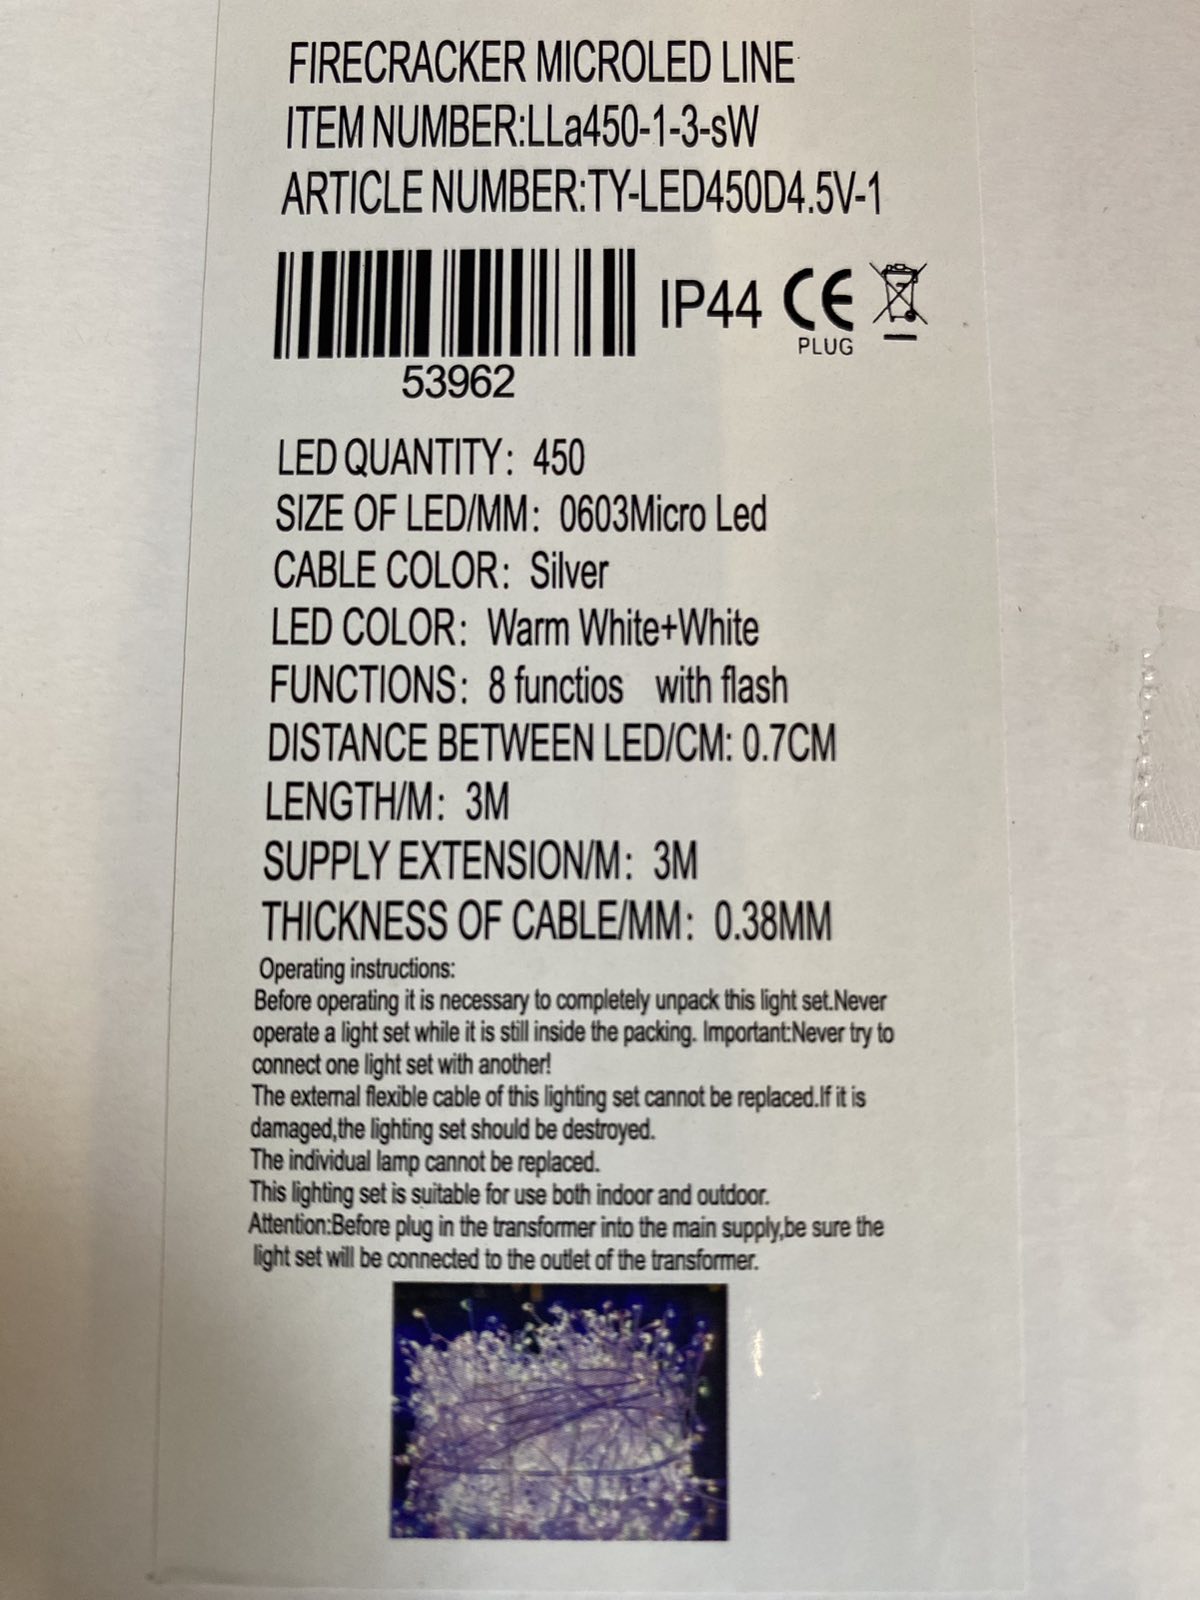 FIRECRACKER MICROLED LINE
ITEM NUMBER:LLa450-1-3-sW
ARTICLE NUMBER:TY-LED450D4.5V-1
IP44 CE
PLUG
53962
LED QUANTITY: 450
SIZE OF LED/MM: 0603Micro Led
CABLE COLOR: Silver
LED COLOR: Warm White+White
FUNCTIONS: 8 functios with flash
DISTANCE BETWEEN LED/CM: 0.7CM
LENGTH/M: 3M
SUPPLY EXTENSION/M: 3M
THICKNESS OF CABLE/MM: 0.38MM
Operating instructions:
Before operating it is necessary to completely unpack this light set.Never
operate a light set while it is still inside the packing. Important:Never try to
connect one light set with another!
The external flexible cable of this lighting set cannot be replaced.If it is
damaged,the lighting set should be destroyed.
The individual lamp cannot be replaced.
This lighting set is suitable for use both indoor and outdoor.
Attention:Before plug in the transformer into the main supply,be sure the
light set will be connected to the outlet of the transformer.